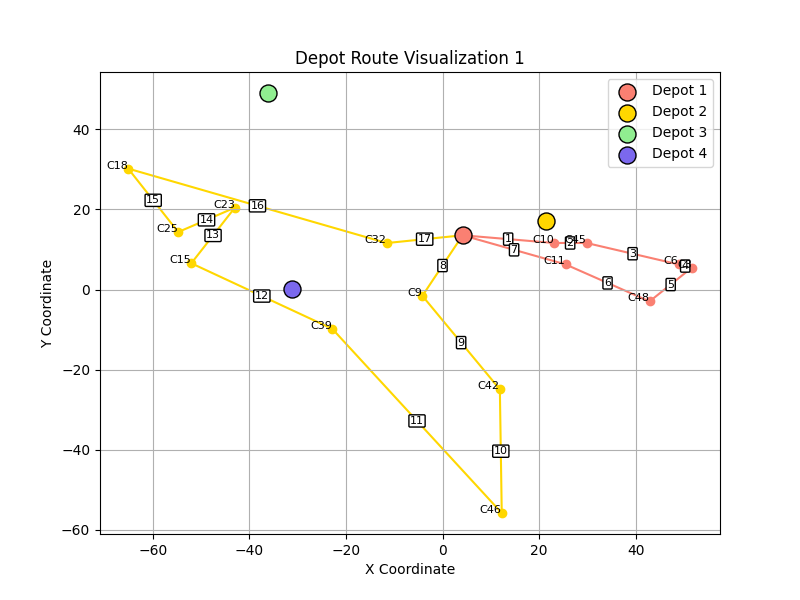 Depot Route Visualization 1
Depot 1
Depot 2
Depot 3
Depot 4
Y Coordinate
40
20
0
−20
−40
−60
C18
15
C23
16
14
C25
13
C32
17
1
C10
2
C45
7
3
C15
8
C11
C6
4
5
6
12
C9
C48
C39
9
C42
11
10
C46
−60
−40
−20
0
20
40
X Coordinate